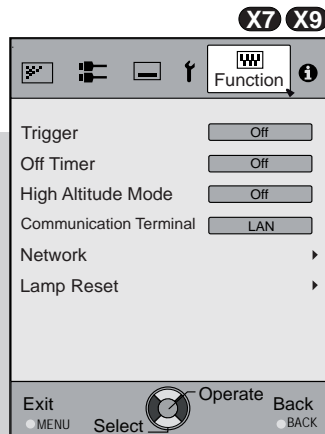 X7 X9
Function
Trigger Off
Off Timer Off
High Altitude Mode Off
Communication Terminal LAN
Network
Lamp Reset
Exit Operate Back
MENU Select BACK